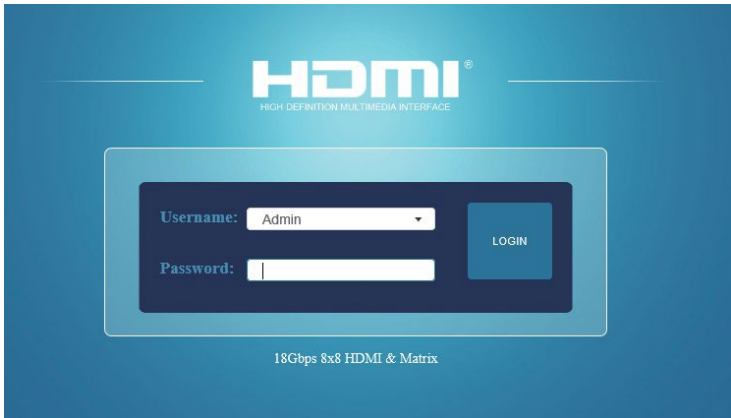 HDMI®
HIGH DEFINITION MULTIMEDIA INTERFACE
Username: Admin
LOGIN
Password:
18Gbps 8x8 HDMI & Matrix